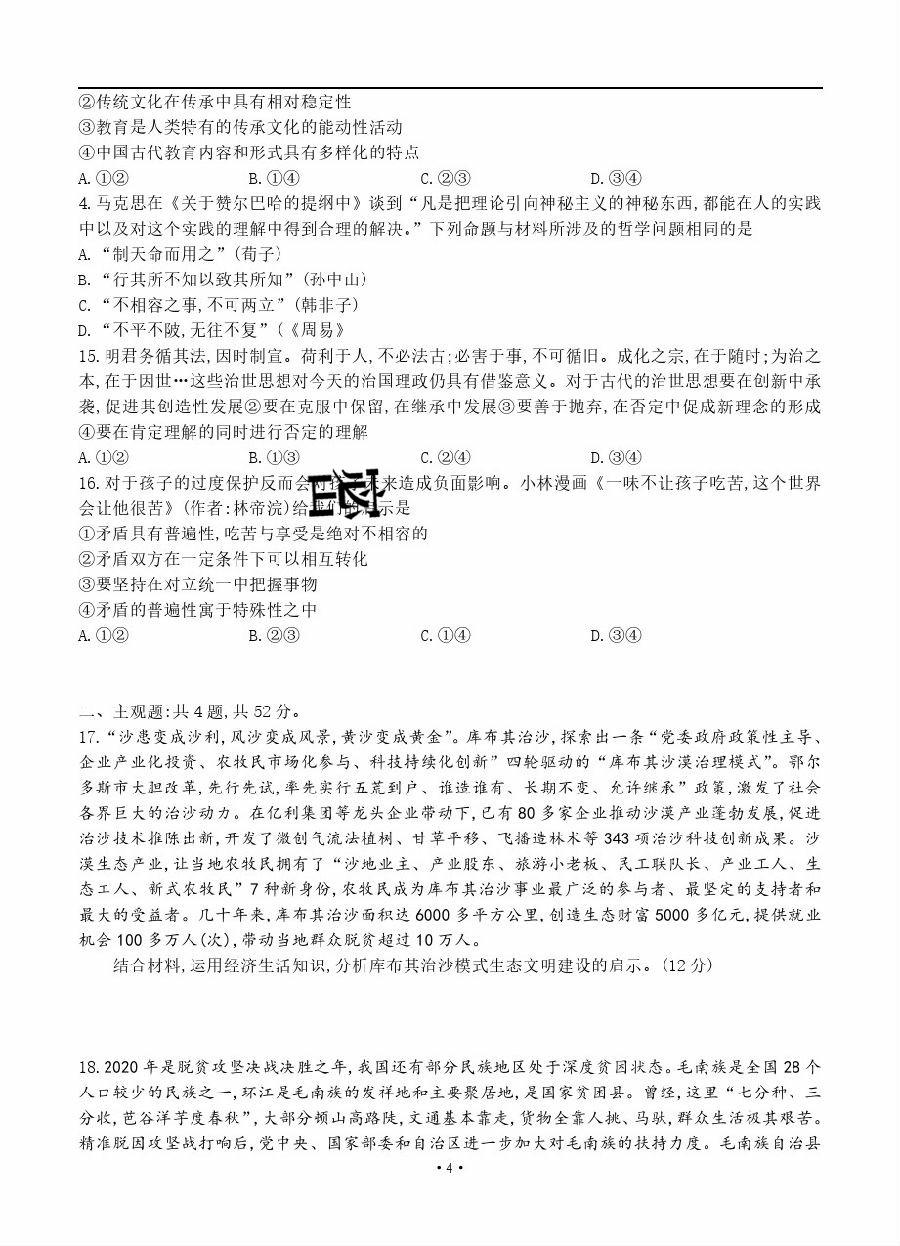 ②传统文化在传承中具有相对稳定性
③教育是人类特有的传承文化的能动性活动
④中国古代教育内容和形式具有多样化的特点
A.①② B.①④ C.②③ D.③④
4.马克思在《关于赞尔巴哈的提纲中》谈到“凡是把理论引向神秘主义的神秘东西,都能在人的实践
中以及对这个实践的理解中得到合理的解决。”下列命题与材料所涉及的哲学问题相同的是
A.“制天命而用之”(荀子)
B.“行其所不知以致其所知”(孙中山)
C.“不相容之事,不可两立”(韩非子)
D.“不平不陂,无往不复”(《周易》
15.明君务循其法,因时制宣。荷利于人,不必法古;必害于事,不可循旧。成化之宗,在于随时;为治之
本,在于因世…这些治世思想对今天的治国理政仍具有借鉴意义。对于古代的治世思想要在创新中承
袭,促进其创造性发展②要在克服中保留,在继承中发展③要善于抛弃,在否定中促成新理念的形成
④要在肯定理解的同时进行否定的理解
A.①② B.①③ C.②④ D.③④
16.对于孩子的过度保护反而会对孩子未来造成负面影响。小林漫画《一味不让孩子吃苦,这个世界
会让他很苦》(作者:林帝浣)给我们的启示是
①矛盾具有普遍性,吃苦与享受是绝对不相容的
②矛盾双方在一定条件下可以相互转化
③要坚持在对立统一中把握事物
④矛盾的普遍性寓于特殊性之中
A.①② B.②③ C.①④ D.③④
二、主观题:共4题,共52分。
17.“沙患变成沙利,风沙变成风景,黄沙变成黄金”。库布其治沙,探索出一条“党委政府政策性主导、
企业产业化投资、农牧民市场化参与、科技持续化创新”四轮驱动的“库布其沙漠治理模式”。鄂尔
多斯市大胆改革,先行先试,率先实行五荒到户、谁造谁有、长期不变、允许继承”政策,激发了社会
各界巨大的治沙动力。在亿利集团等龙头企业带动下,已有80多家企业推动沙漠产业蓬勃发展,促进
治沙技术推陈出新,开发了微创气流法植树、甘草平移、飞播造林术等343项治沙科技创新成果。沙
漠生态产业,让当地农牧民拥有了“沙地业主、产业股东、旅游小老板、民工联队长、产业工人、生
态工人、新式农牧民”7种新身份,农牧民成为库布其治沙事业最广泛的参与者、最坚定的支持者和
最大的受益者。几十年来,库布其治沙面积达6000多平方公里,创造生态财富5000多亿元,提供就业
机会100多万人(次),带动当地群众脱贫超过10万人。
结合材料,运用经济生活知识,分析库布其治沙模式生态文明建设的启示。(12分)
18.2020年是脱贫攻坚决战决胜之年,我国还有部分民族地区处于深度贫因状态。毛南族是全国28个
人口较少的民族之一,环江是毛南族的发祥地和主要聚居地,是国家贫困县。曾经,这里“七分种、三
分收,芭谷洋芋度春秋”,大部分顿山高路陡,文通基本靠走,货物全靠人挑、马驮,群众生活极其艰苦。
精准脱因攻坚战打响后,党中央、国家部委和自治区进一步加大对毛南族的扶持力度。毛南族自治县
•4•